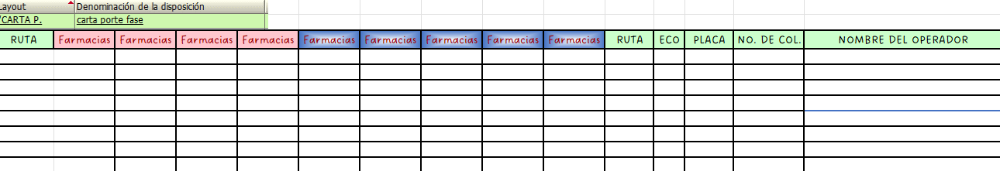 Layout Denominación de la disposición
/CARTA P. carta porte fase
RUTA Farmacias Farmacias Farmacias Farmacias Farmacias Farmacias Farmacias Farmacias Farmacias RUTA ECO PLACA NO. DE COL. NOMBRE DEL OPERADOR